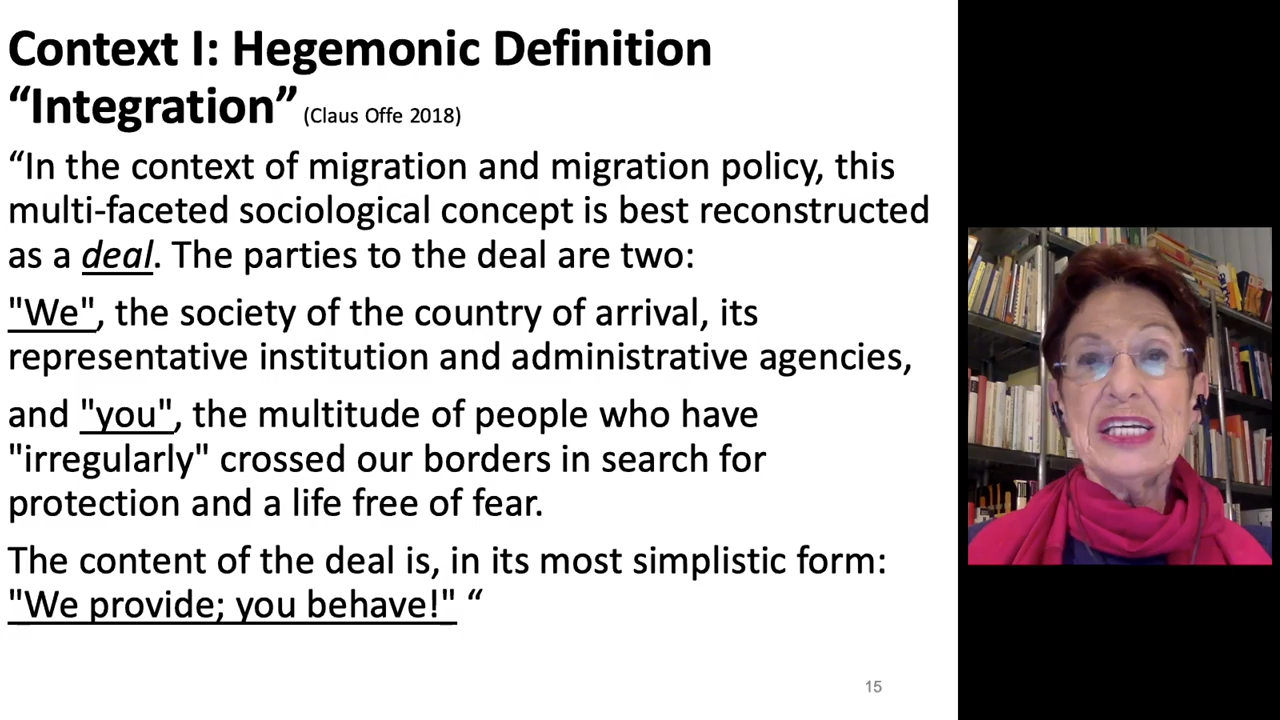 Context I: Hegemonic Definition
“Integration” (Claus Offe 2018)
“In the context of migration and migration policy, this
multi-faceted sociological concept is best reconstructed
as a deal. The parties to the deal are two:
"We", the society of the country of arrival, its
representative institution and administrative agencies,
and "you", the multitude of people who have
"irregularly" crossed our borders in search for
protection and a life free of fear.
The content of the deal is, in its most simplistic form:
"We provide; you behave!" “
15